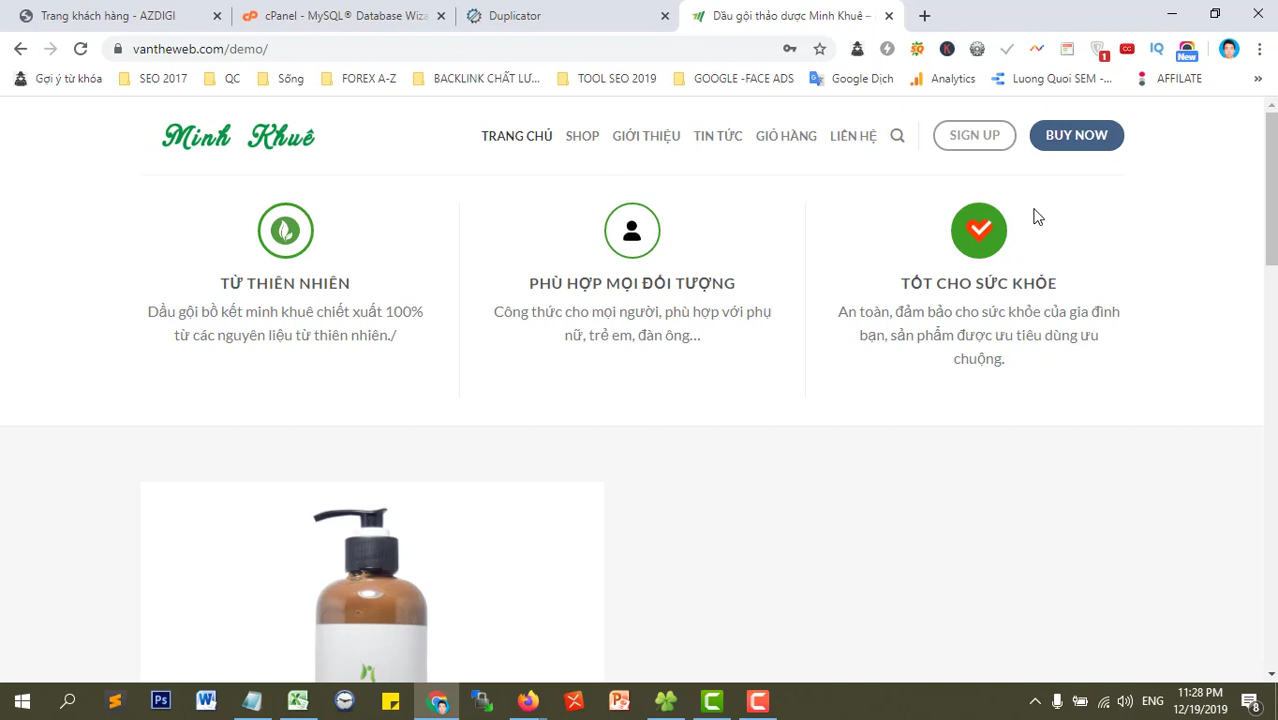 Trang khách hàng - AZDIGI
cPanel - MySQL® Database Wiza
Duplicator
Dầu gội thảo dược Minh Khuê –
vantheweb.com/demo/
1
New
Gợi ý từ khóa
SEO 2017
QC
Sống
FOREX A-Z
BACKLINK CHẤT LƯ...
TOOL SEO 2019
GOOGLE -FACE ADS
Google Dịch
Analytics
Luong Quoi SEM -...
AFFILATE
Minh Khuê
TRANG CHỦ
SHOP
GIỚI THIỆU
TIN TỨC
GIỎ HÀNG
LIÊN HỆ
SIGN UP
BUY NOW
TỪ THIÊN NHIÊN
Dầu gội bồ kết minh khuê chiết xuất 100%
từ các nguyên liệu từ thiên nhiên./
PHÙ HỢP MỌI ĐỐI TƯỢNG
Công thức cho mọi người, phù hợp với phụ
nữ, trẻ em, đàn ông…
TỐT CHO SỨC KHỎE
An toàn, đảm bảo cho sức khỏe của gia đình
bạn, sản phẩm được ưu tiêu dùng ưu
chuộng.
ENG
11:28 PM
12/19/2019
8